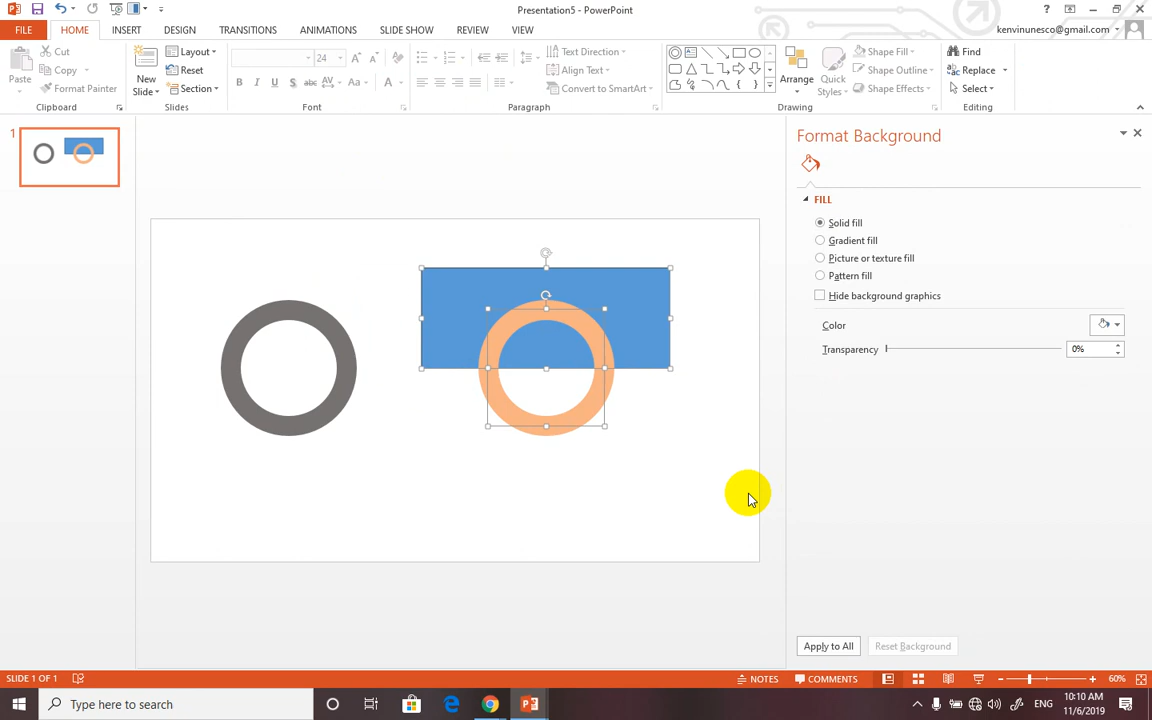 Presentation5 - PowerPoint
?
FILE HOME INSERT DESIGN TRANSITIONS ANIMATIONS SLIDE SHOW REVIEW VIEW
kenvinunesco@gmail.com
Paste
Cut
Copy
Format Painter
Clipboard
New
Slide
Layout
Reset
Section
Slides
24
B I U S abc AV Aa A
Font
Text Direction
Align Text
Convert to SmartArt
Paragraph
Arrange
Quick
Styles
Shape Fill
Shape Outline
Shape Effects
Drawing
Find
Replace
Select
Editing
1
Format Background
FILL
Solid fill
Gradient fill
Picture or texture fill
Pattern fill
Hide background graphics
Color
Transparency
0%
Apply to All
Reset Background
SLIDE 1 OF 1
NOTES
COMMENTS
60%
Type here to search
ENG
10:10 AM
11/6/2019